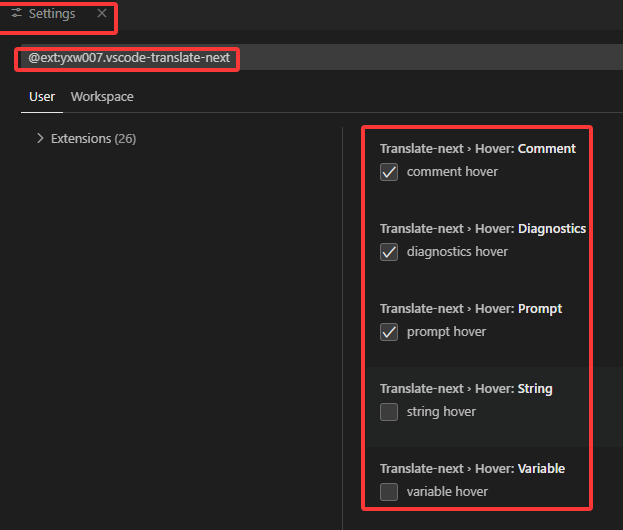 Settings
@ext:yxw007.vscode-translate-next
User Workspace
Extensions (26)
Translate-next › Hover: Comment
comment hover
Translate-next › Hover: Diagnostics
diagnostics hover
Translate-next › Hover: Prompt
prompt hover
Translate-next › Hover: String
string hover
Translate-next › Hover: Variable
variable hover